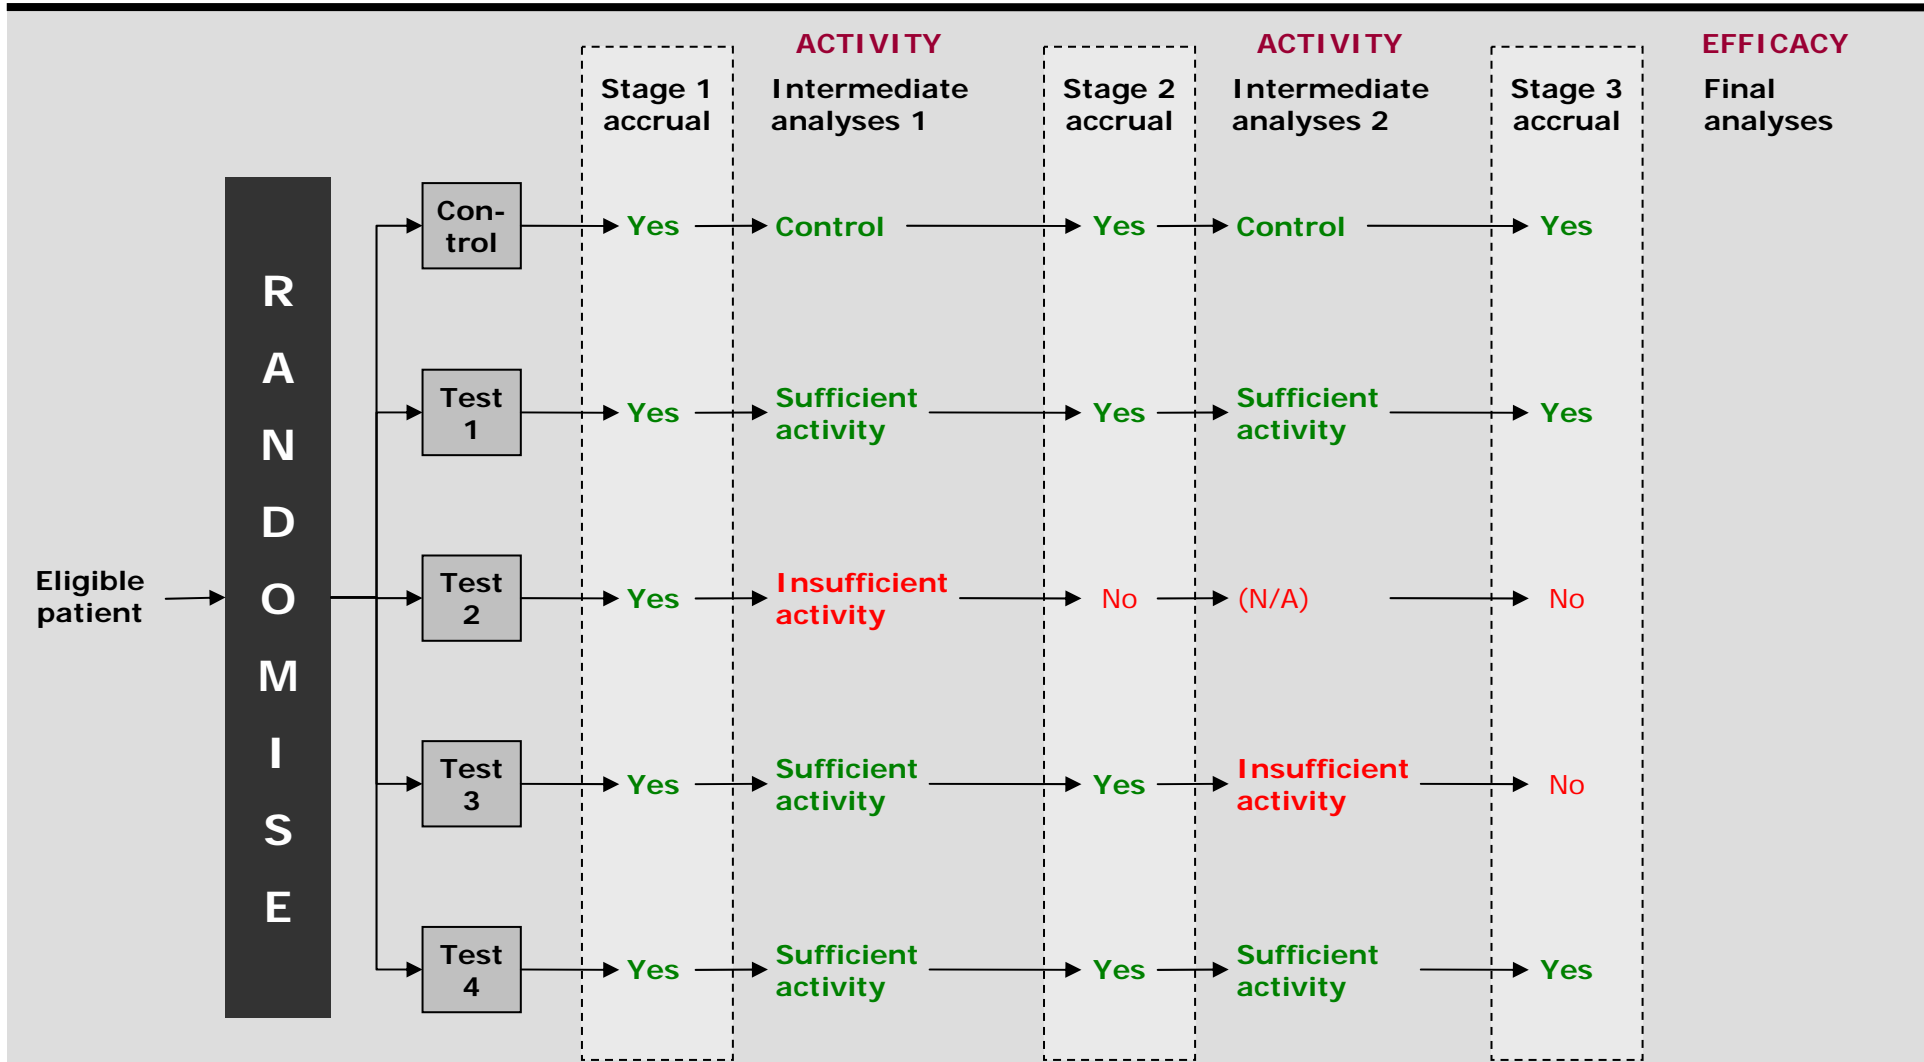 ACTIVITY
ACTIVITY
EFFICACY
Stage 1
accrual
Intermediate
analyses 1
Stage 2
accrual
Intermediate
analyses 2
Stage 3
accrual
Final
analyses
Eligible
patient
R
A
N
D
O
M
I
S
E
Con-
trol
Yes
Control
Yes
Control
Yes
Test
1
Yes
Sufficient
activity
Yes
Sufficient
activity
Yes
Test
2
Yes
Insufficient
activity
No
(N/A)
No
Test
3
Yes
Sufficient
activity
Yes
Insufficient
activity
No
Test
4
Yes
Sufficient
activity
Yes
Sufficient
activity
Yes